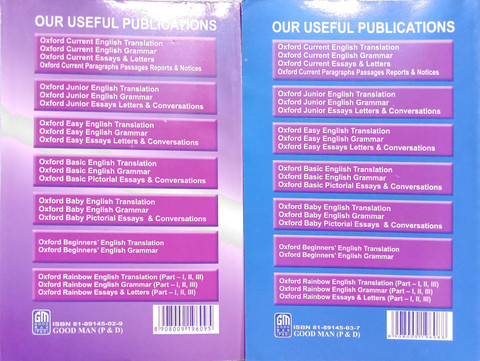 OUR USEFUL PUBLICATIONS
Oxford Current English Translation
Oxford Current English Grammar
Oxford Current Essays & Letters
Oxford Current Paragraphs Passages Reports & Notices
Oxford Junior English Translation
Oxford Junior English Grammar
Oxford Junior Essays Letters & Conversations
Oxford Easy English Translation
Oxford Easy English Grammar
Oxford Easy Essays Letters & Conversations
Oxford Basic English Translation
Oxford Basic English Grammar
Oxford Basic Pictorial Essays & Conversations
Oxford Baby English Translation
Oxford Baby English Grammar
Oxford Baby Pictorial Essays & Conversations
Oxford Beginners' English Translation
Oxford Beginners' English Grammar
Oxford Rainbow English Translation (Part – I, II, III)
Oxford Rainbow English Grammar (Part – I, II, III)
Oxford Rainbow Essays & Letters (Part – I, II, III)
GM
ISBN 81-89145-02-9
GOOD MAN (P & D)
8908009196095
OUR USEFUL PUBLICATIONS
Oxford Current English Translation
Oxford Current English Grammar
Oxford Current Essays & Letters
Oxford Current Paragraphs Passages Reports & Notices
Oxford Junior English Translation
Oxford Junior English Grammar
Oxford Junior Essays Letters & Conversations
Oxford Easy English Translation
Oxford Easy English Grammar
Oxford Easy Essays Letters & Conversations
Oxford Basic English Translation
Oxford Basic English Grammar
Oxford Basic Pictorial Essays & Conversations
Oxford Baby English Translation
Oxford Baby English Grammar
Oxford Baby Pictorial Essays & Conversations
Oxford Beginners' English Translation
Oxford Beginners' English Grammar
Oxford Rainbow English Translation (Part – I, II, III)
Oxford Rainbow English Grammar (Part – I, II, III)
Oxford Rainbow Essays & Letters (Part – I, II, III)
GM
ISBN 81-89145-03-7
GOOD MAN (P & D)